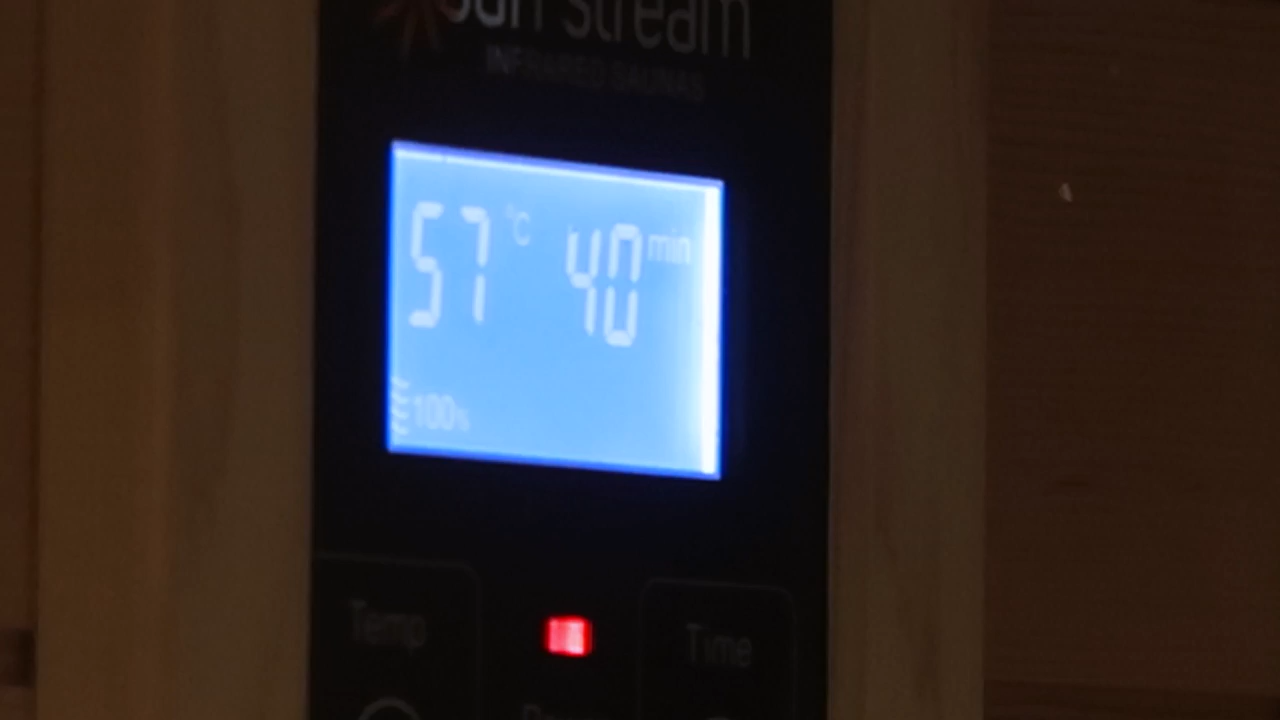 Sun Stream
INFRARED SAUNAS
57 °C 40 min
100%
Temp
Time